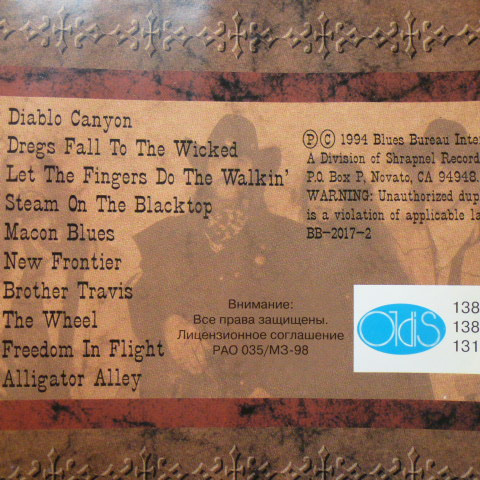 Diablo Canyon
Dregs Fall To The Wicked
Let The Fingers Do The Walkin'
Steam On The Blacktop
Macon Blues
New Frontier
Brother Travis
The Wheel
Freedom In Flight
Alligator Alley
Ⓟ Ⓒ 1994 Blues Bureau Inter
A Division of Shrapnel Record
P.O. Box P, Novato, CA 94948.
WARNING: Unauthorized dup
is a violation of applicable la
BB-2017-2
Внимание:
Все права защищены.
Лицензионное соглашение
РАО 035/МЗ-98
OldiS
138
138
131